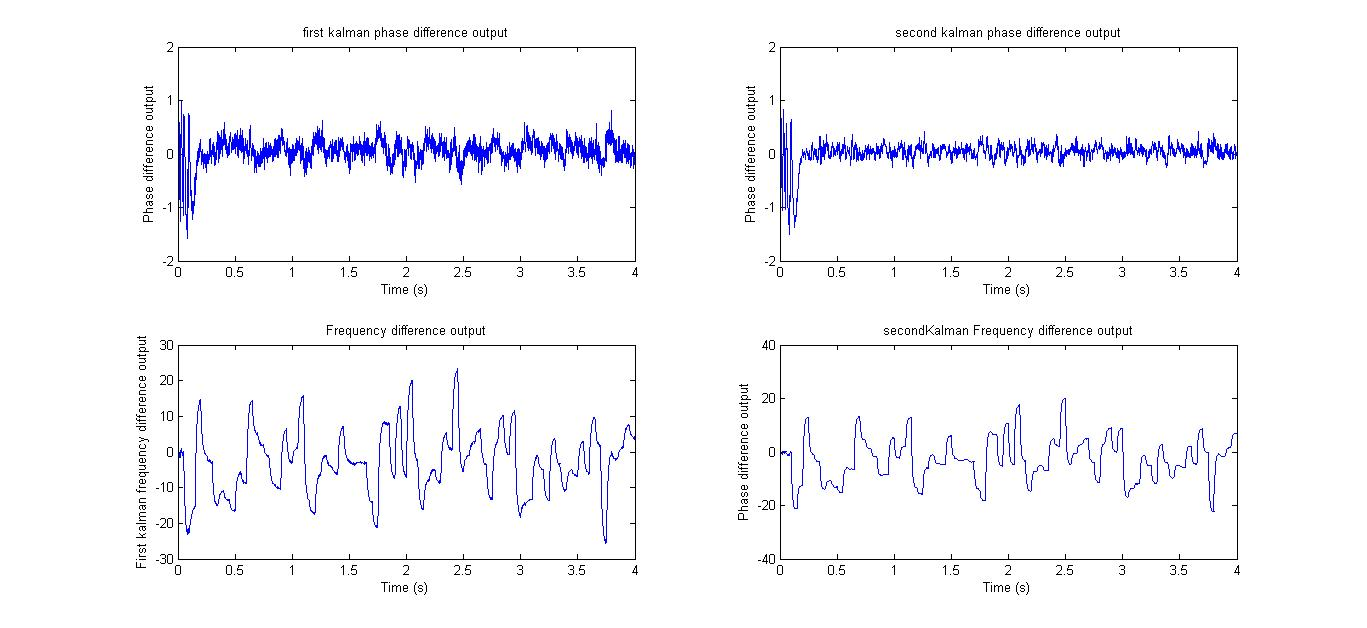 first kalman phase difference output
2
1
0
-1
-2
Phase difference output
0 0.5 1 1.5 2 2.5 3 3.5 4
Time (s)
second kalman phase difference output
2
1
0
-1
-2
Phase difference output
0 0.5 1 1.5 2 2.5 3 3.5 4
Time (s)
Frequency difference output
30
20
10
0
-10
-20
-30
First kalman frequency difference output
0 0.5 1 1.5 2 2.5 3 3.5 4
Time (s)
secondKalman Frequency difference output
40
20
0
-20
-40
Phase difference output
0 0.5 1 1.5 2 2.5 3 3.5 4
Time (s)